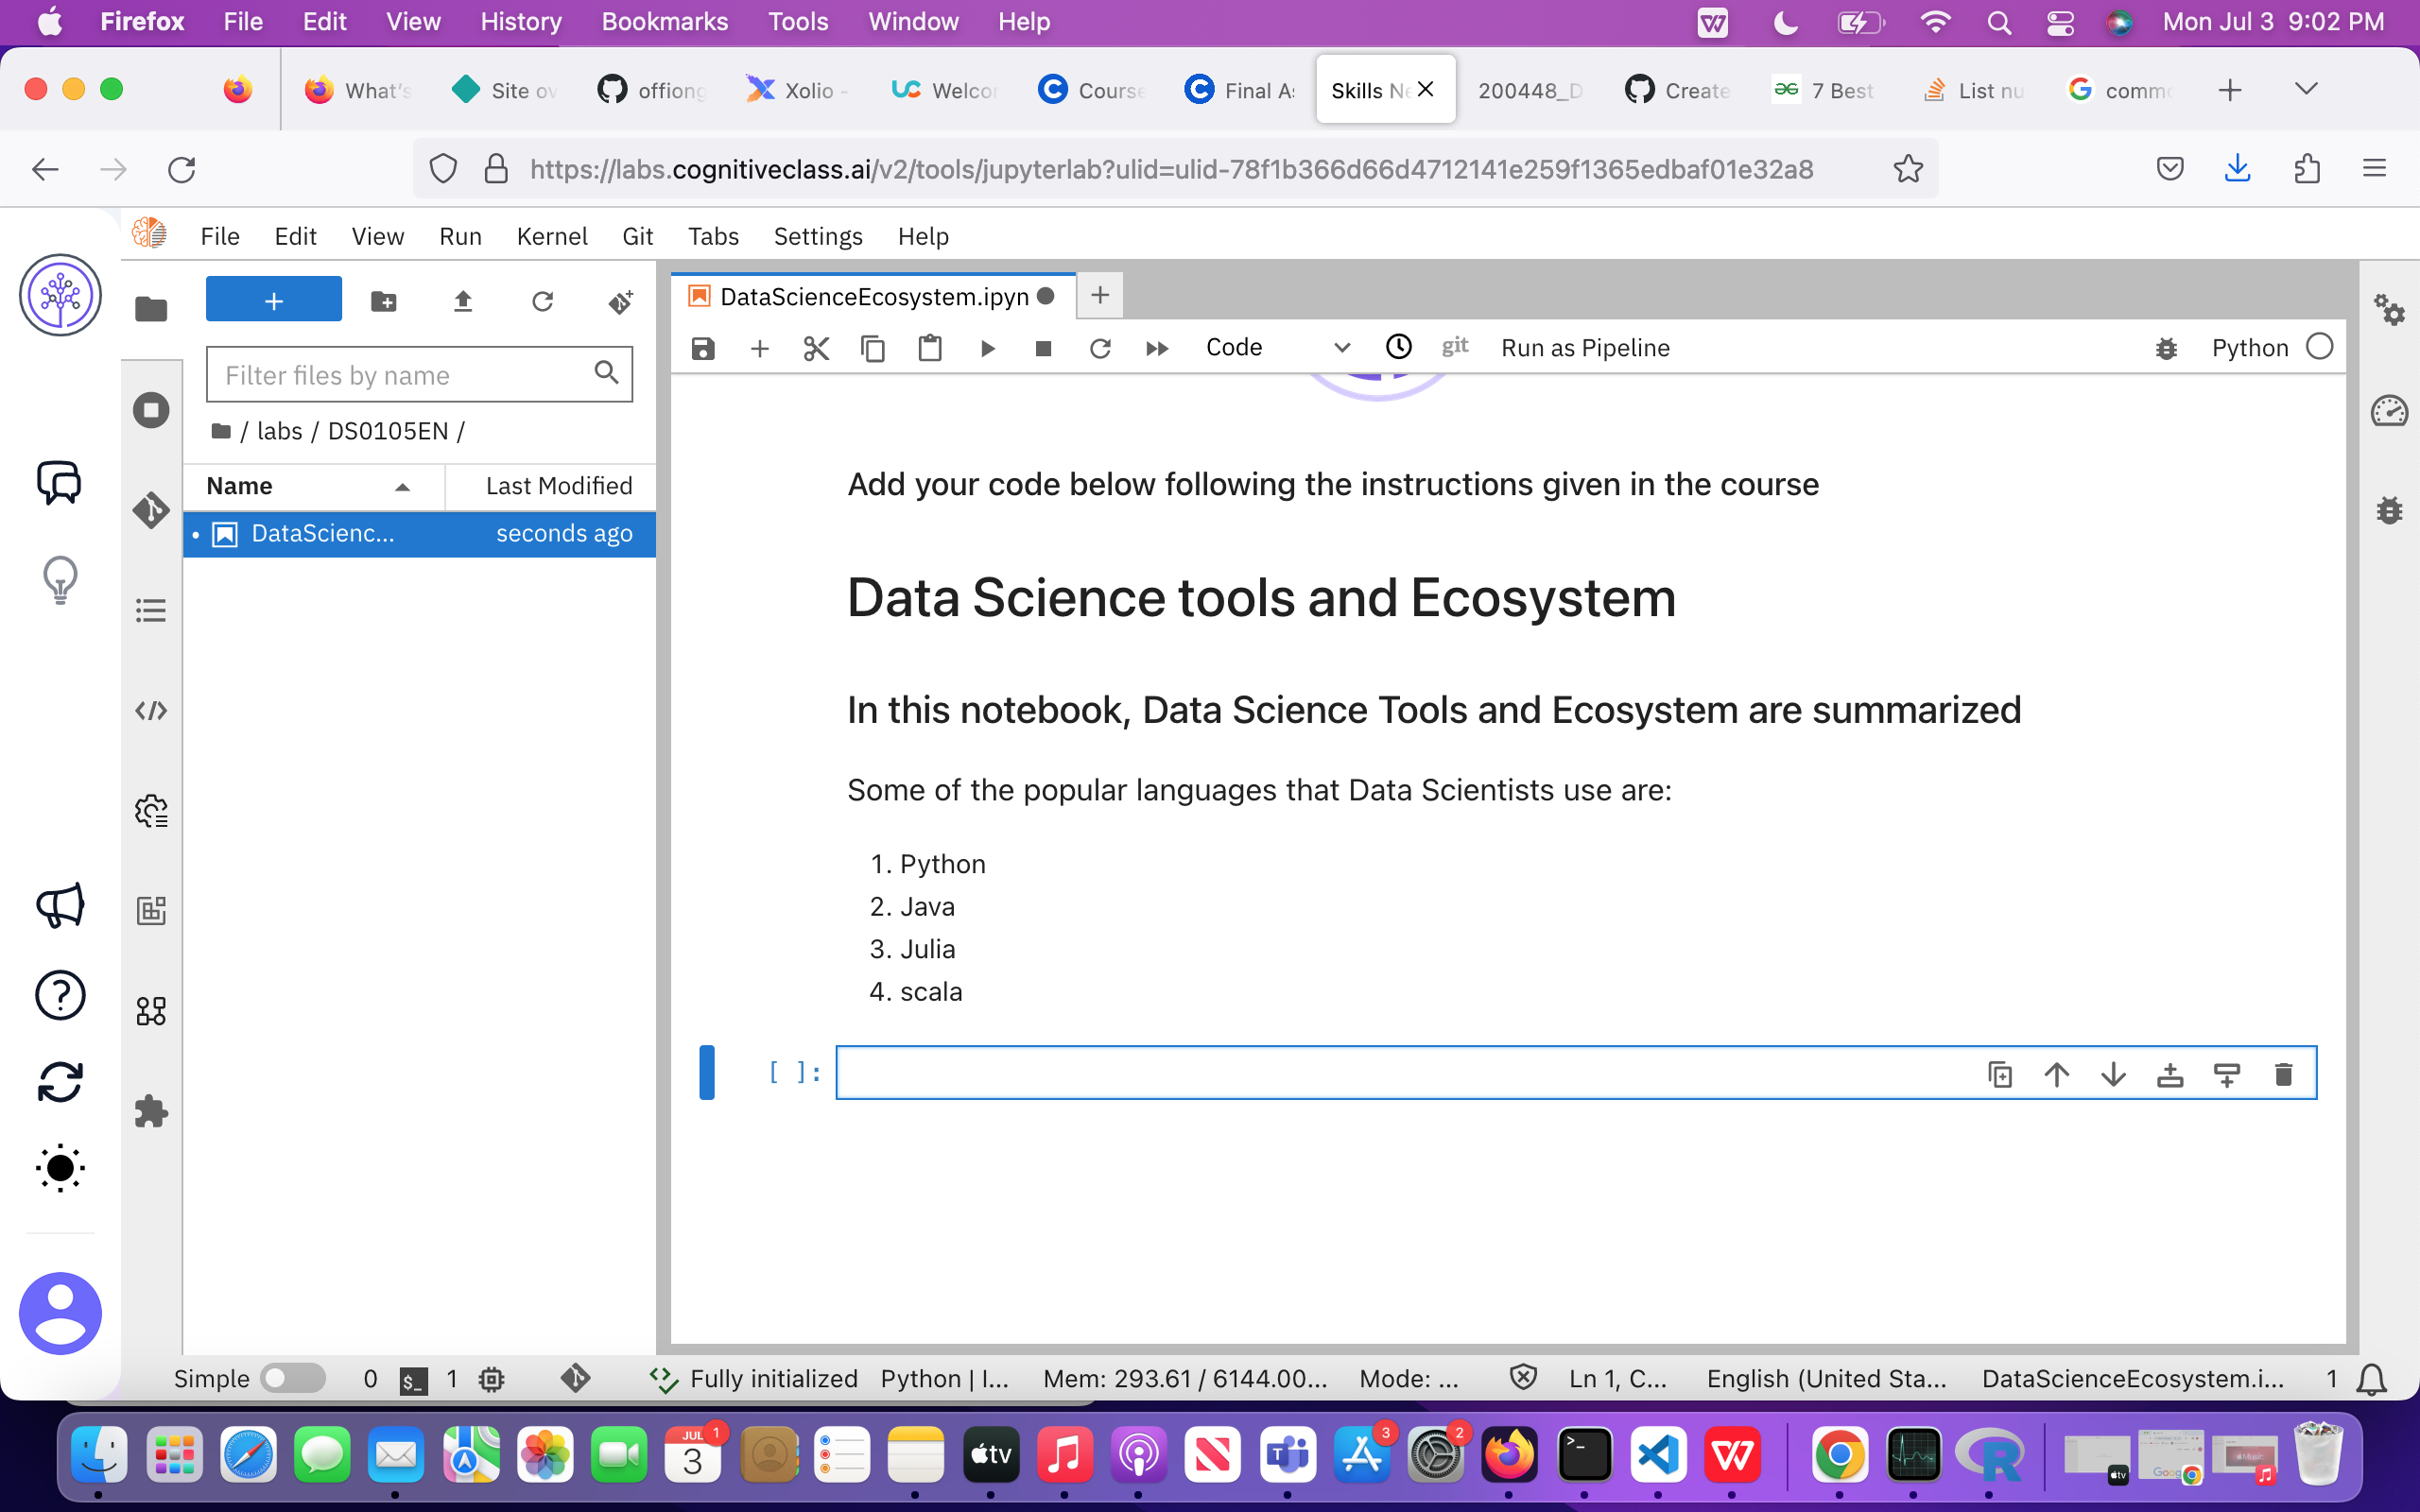 Firefox File Edit View History Bookmarks Tools Window Help Mon Jul 3 9:02 PM
What's Site ov offiong Xolio - Welcor Course Final A Skills Ne 200448_D Create 7 Best List nu commo
https://labs.cognitiveclass.ai/v2/tools/jupyterlab?ulid=ulid-78f1b366d66d4712141e259f1365edbaf01e32a8
File Edit View Run Kernel Git Tabs Settings Help
DataScienceEcosystem.ipyn
Code git Run as Pipeline Python
Filter files by name
/ labs / DS0105EN /
Name Last Modified
DataScienc... seconds ago
Add your code below following the instructions given in the course
Data Science tools and Ecosystem
In this notebook, Data Science Tools and Ecosystem are summarized
Some of the popular languages that Data Scientists use are:
1. Python
2. Java
3. Julia
4. scala
[ ]:
Simple 0 $_ 1 Fully initialized Python | I... Mem: 293.61 / 6144.00... Mode: ... Ln 1, C... English (United Sta... DataScienceEcosystem.i... 1
JUL 3 1 tv 3 2